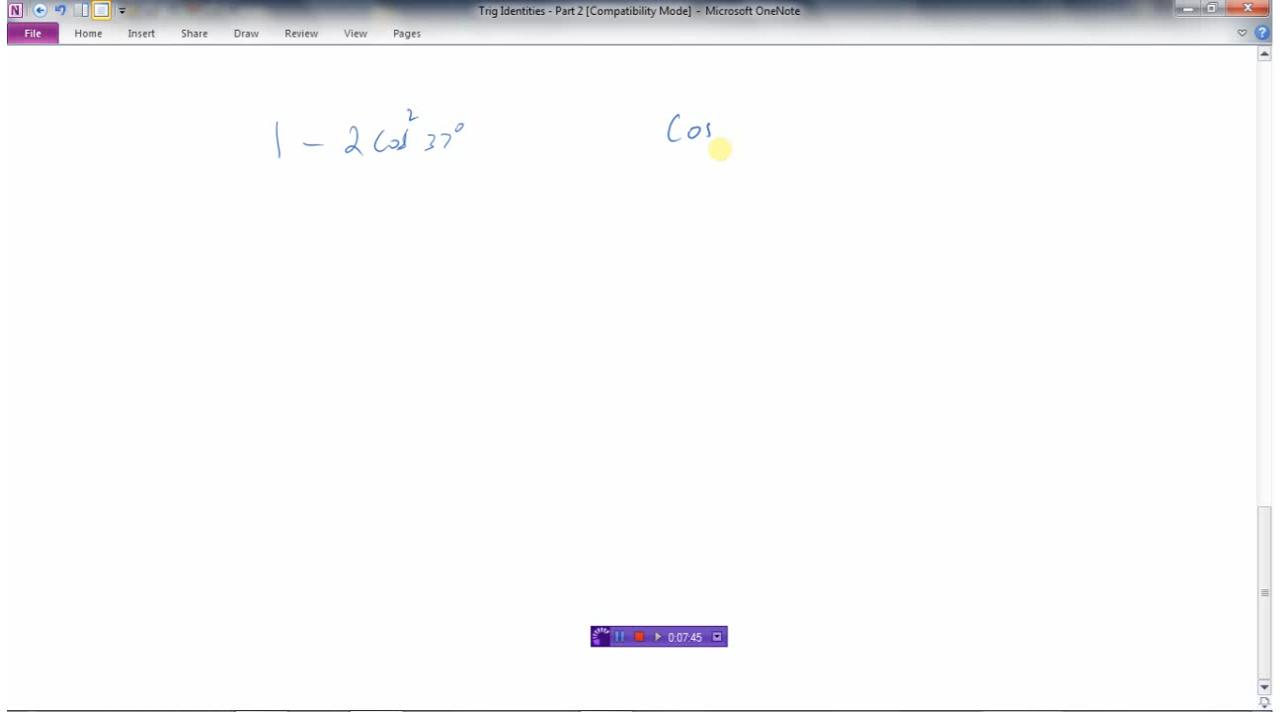 Trig Identities - Part 2 [Compatibility Mode] - Microsoft OneNote
File Home Insert Share Draw Review View Pages
1 - 2 cos² 37° Cos
0:07:45